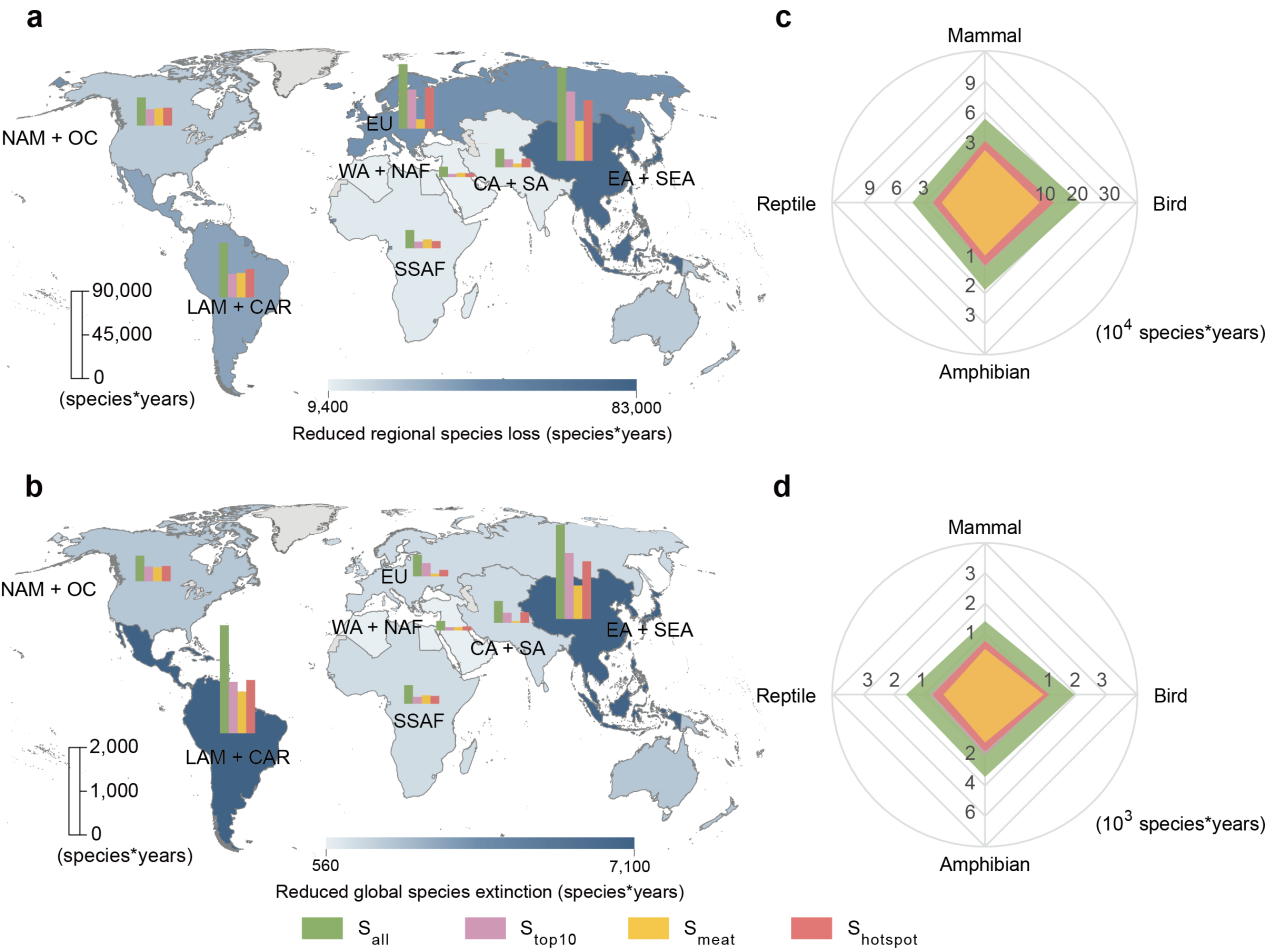 a
NAM + OC
EU
WA + NAF
CA + SA
EA + SEA
SSAF
LAM + CAR
90,000
45,000
0
(species*years)
9,400
83,000
Reduced regional species loss (species*years)
c
Mammal
9
6
3
9 6 3
10 20 30
Reptile
Bird
1
2
3
(10⁴ species*years)
Amphibian
b
NAM + OC
EU
WA + NAF
CA + SA
EA + SEA
SSAF
LAM + CAR
2,000
1,000
0
(species*years)
560
7,100
Reduced global species extinction (species*years)
d
Mammal
3
2
1
3 2 1
1 2 3
Reptile
Bird
2
4
6
(10³ species*years)
Amphibian
S all
S top10
S meat
S hotspot